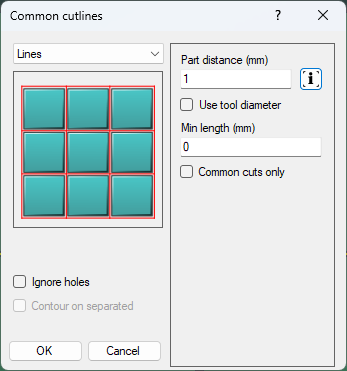 Common cutlines
?
Lines
Part distance (mm)
1
[i]
Use tool diameter
Min length (mm)
0
Common cuts only
Ignore holes
Contour on separated
OK
Cancel